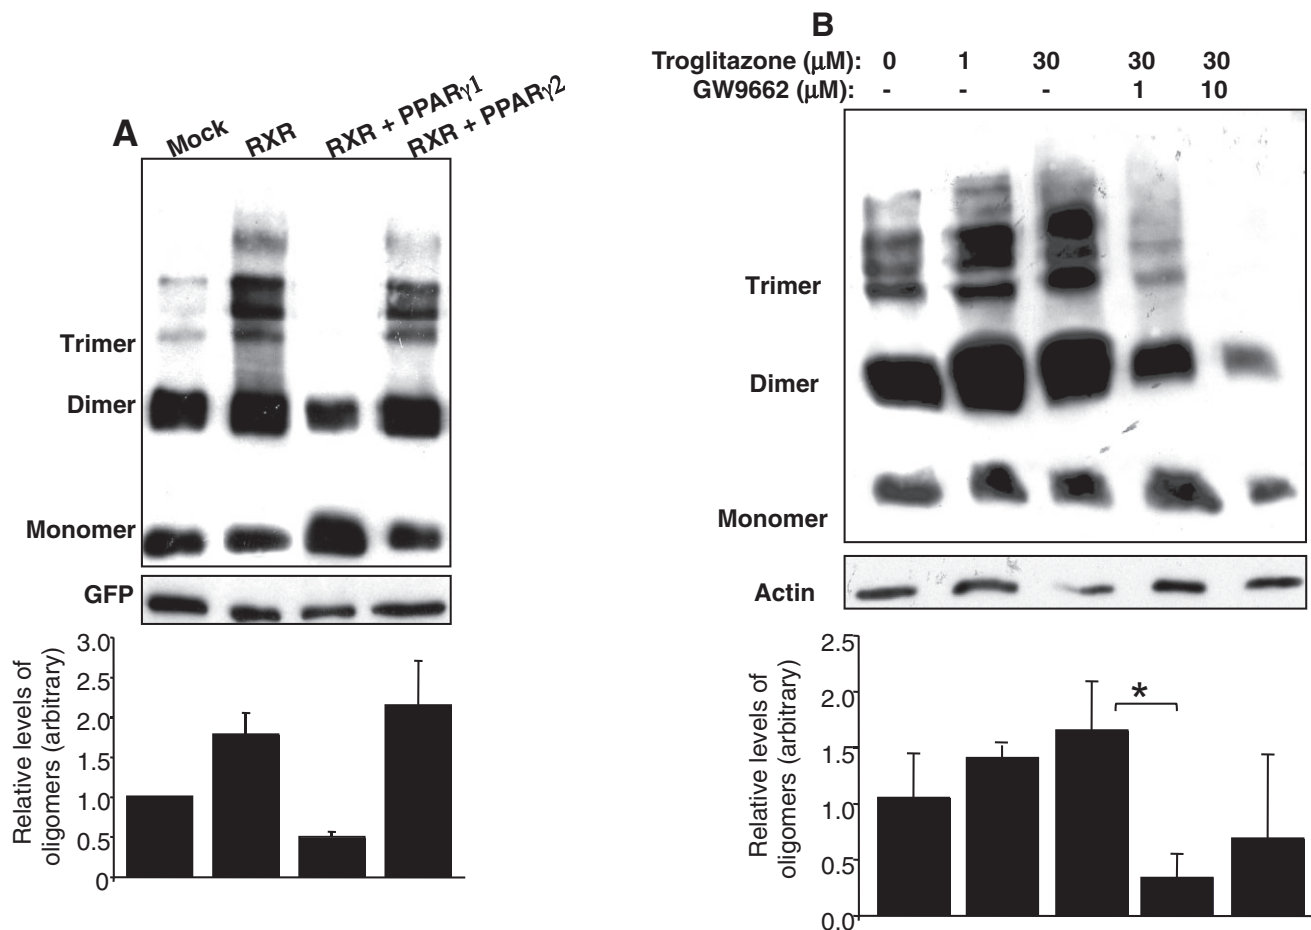 A
Mock
RXR
RXR + PPARγ1
RXR + PPARγ2
Trimer
Dimer
Monomer
GFP
Relative levels of
oligomers (arbitrary)
3.0
2.5
2.0
1.5
1.0
0.5
0
B
Troglitazone (μM): 0 1 30 30 30
GW9662 (μM): - - - 1 10
Trimer
Dimer
Monomer
Actin
Relative levels of
oligomers (arbitrary)
2.5
2.0
1.5
1.0
0.5
0.0
*